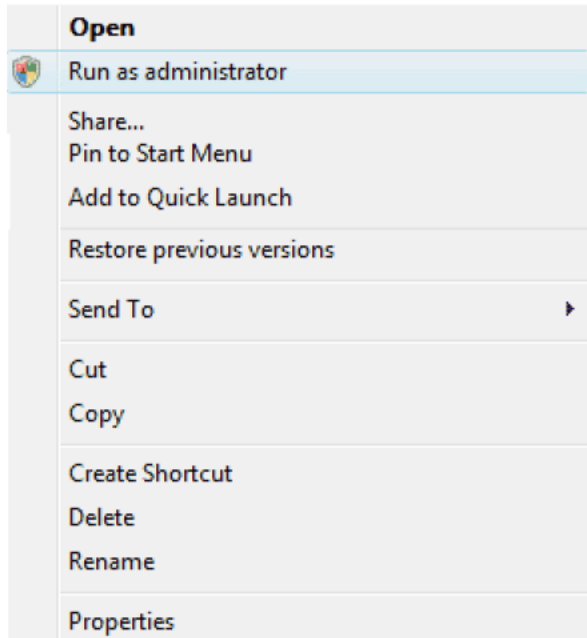 Open
Run as administrator
Share...
Pin to Start Menu
Add to Quick Launch
Restore previous versions
Send To
Cut
Copy
Create Shortcut
Delete
Rename
Properties